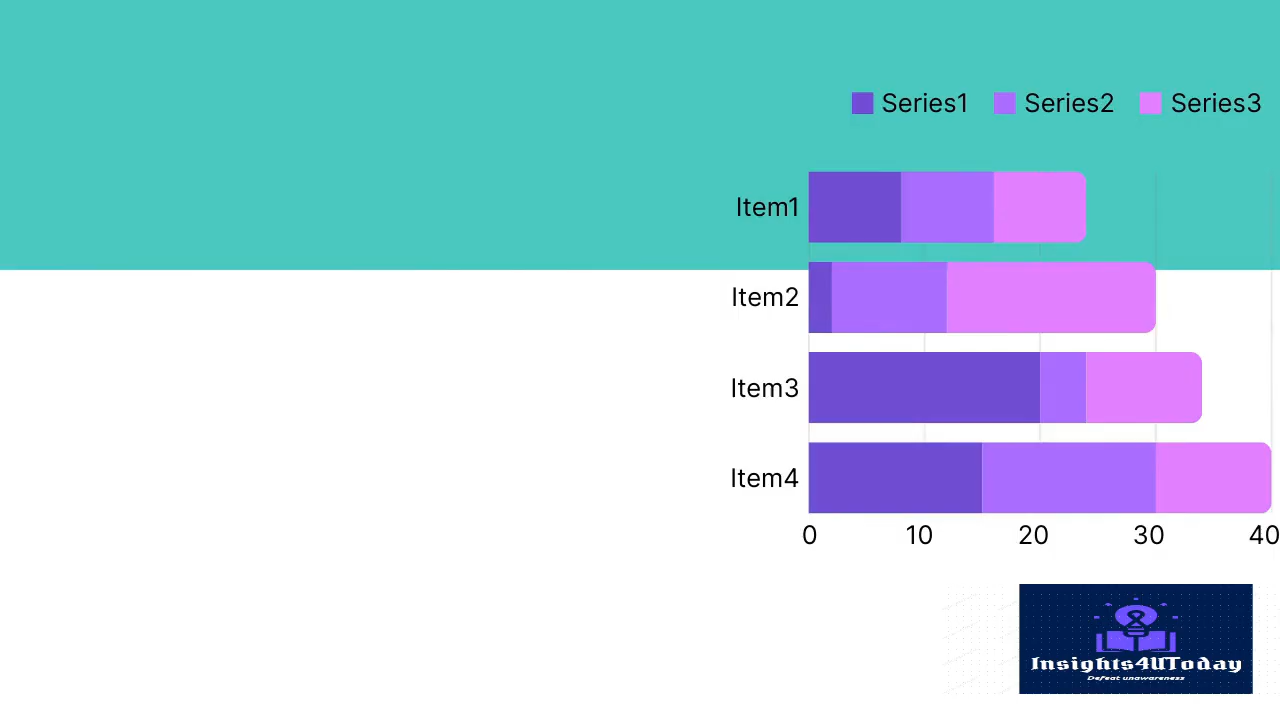 Series1 Series2 Series3
Item1
Item2
Item3
Item4
0 10 20 30 40
Insights4UToday
Defeat unawareness